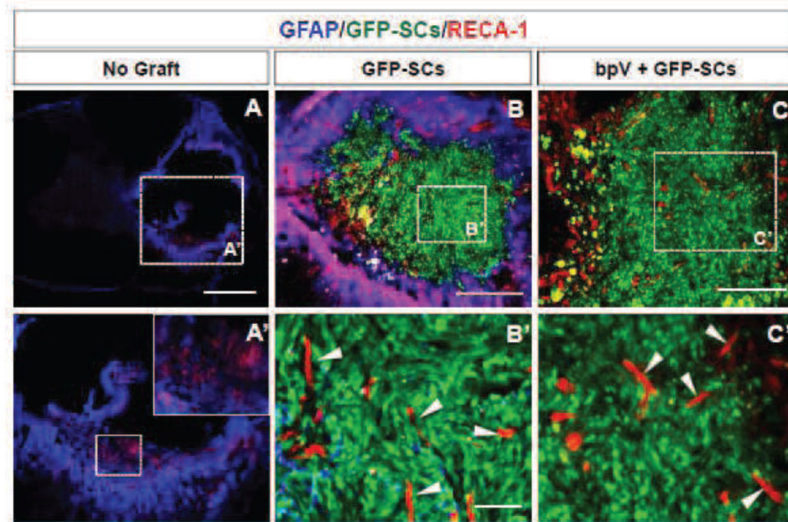 GFAP/GFP-SCs/RECA-1
No Graft
GFP-SCs
bpV + GFP-SCs
A
B
C
A'
B'
C'
A'
B'
C'